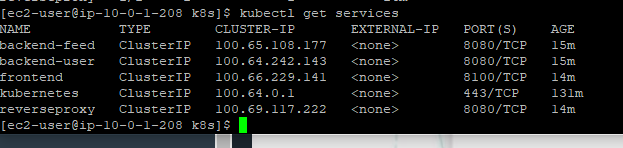 [ec2-user@ip-10-0-1-208 k8s]$ kubectl get services
NAME TYPE CLUSTER-IP EXTERNAL-IP PORT(S) AGE
backend-feed ClusterIP 100.65.108.177 <none> 8080/TCP 15m
backend-user ClusterIP 100.64.242.143 <none> 8080/TCP 15m
frontend ClusterIP 100.66.229.141 <none> 8100/TCP 14m
kubernetes ClusterIP 100.64.0.1 <none> 443/TCP 131m
reverseproxy ClusterIP 100.69.117.222 <none> 8080/TCP 14m
[ec2-user@ip-10-0-1-208 k8s]$